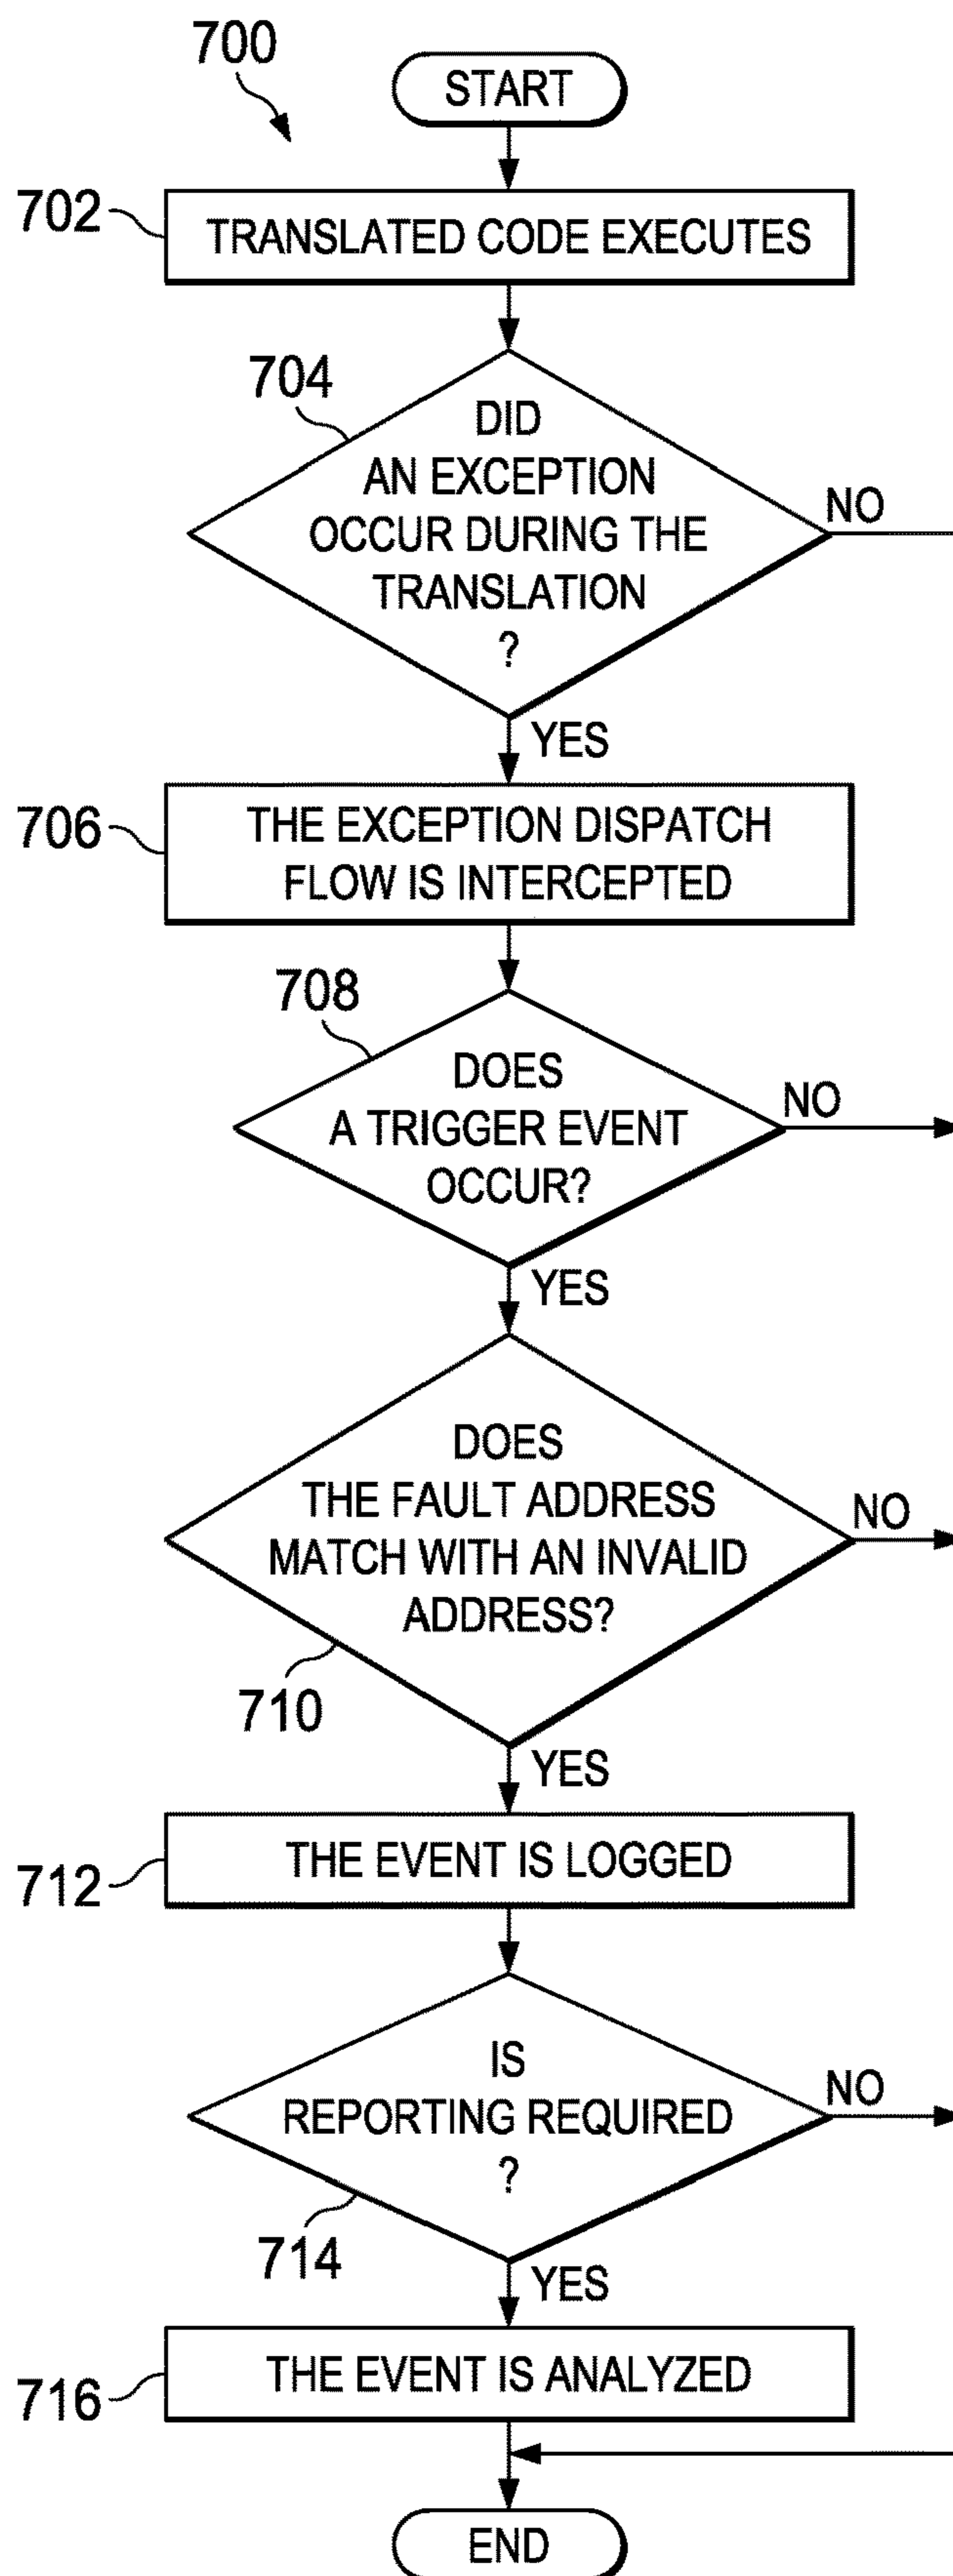 700
START
702
TRANSLATED CODE EXECUTES
704
DID
AN EXCEPTION
OCCUR DURING THE
TRANSLATION
?
NO
YES
706
THE EXCEPTION DISPATCH
FLOW IS INTERCEPTED
708
DOES
A TRIGGER EVENT
OCCUR?
NO
YES
DOES
THE FAULT ADDRESS
MATCH WITH AN INVALID
ADDRESS?
NO
710
YES
712
THE EVENT IS LOGGED
IS
REPORTING REQUIRED
?
NO
714
YES
716
THE EVENT IS ANALYZED
END